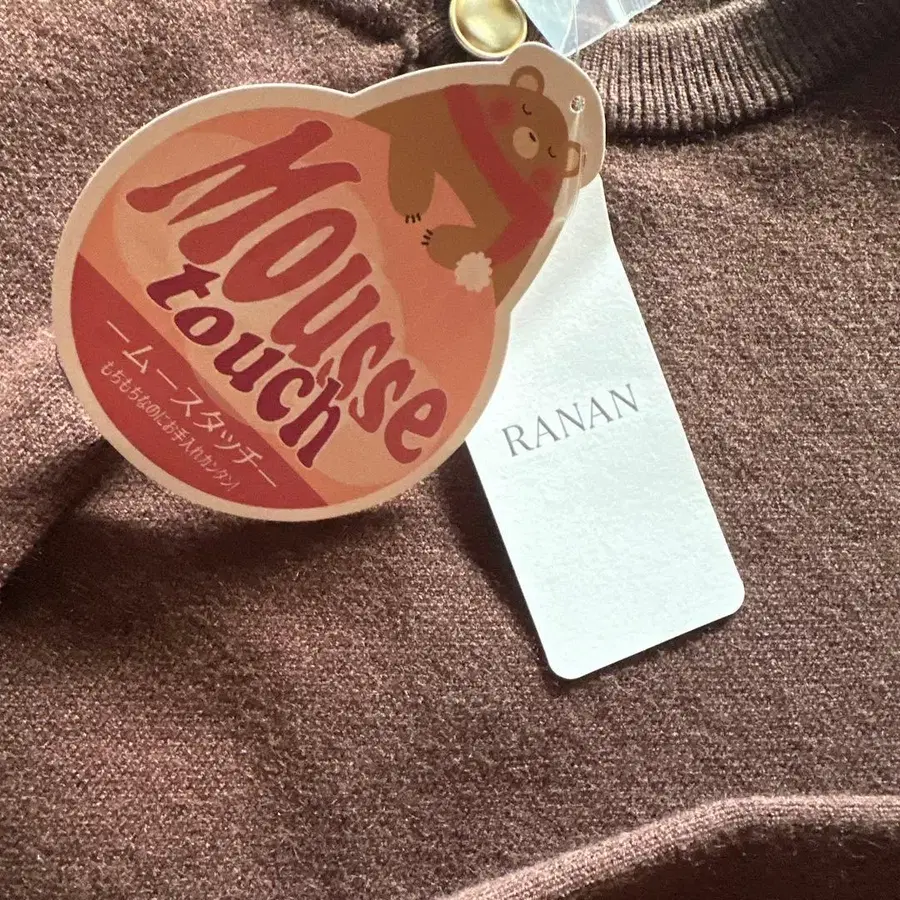 Mousse
touch
ームースタッチー
もちもちなのにお手入れカンタン!
RANAN